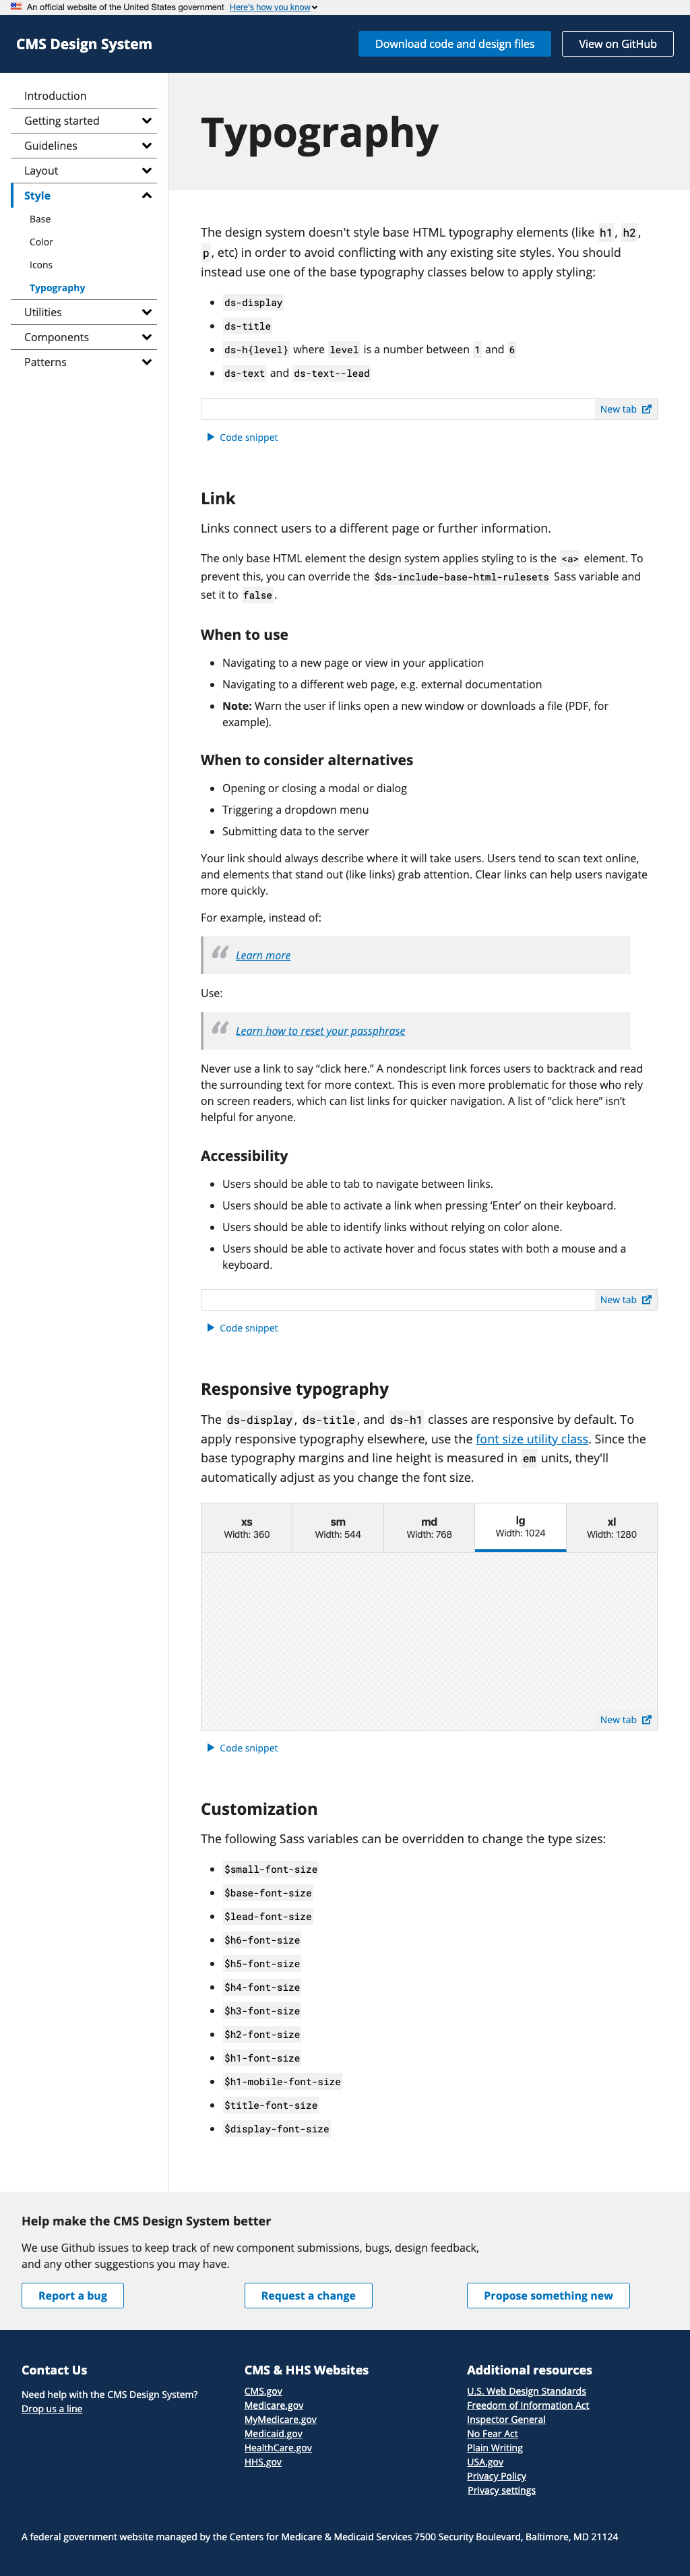 An official website of the United States government Here's how you know
CMS Design System
Download code and design files
View on GitHub
Introduction
Getting started
Guidelines
Layout
Style
Base
Color
Icons
Typography
Utilities
Components
Patterns
Typography
The design system doesn't style base HTML typography elements (like h1, h2,
p, etc) in order to avoid conflicting with any existing site styles. You should
instead use one of the base typography classes below to apply styling:
ds-display
ds-title
ds-h{level} where level is a number between 1 and 6
ds-text and ds-text--lead
New tab
Code snippet
Link
Links connect users to a different page or further information.
The only base HTML element the design system applies styling to is the <a> element. To
prevent this, you can override the $ds-include-base-html-rulesets Sass variable and
set it to false.
When to use
Navigating to a new page or view in your application
Navigating to a different web page, e.g. external documentation
Note: Warn the user if links open a new window or downloads a file (PDF, for
example).
When to consider alternatives
Opening or closing a modal or dialog
Triggering a dropdown menu
Submitting data to the server
Your link should always describe where it will take users. Users tend to scan text online,
and elements that stand out (like links) grab attention. Clear links can help users navigate
more quickly.
For example, instead of:
“ Learn more
Use:
“ Learn how to reset your passphrase
Never use a link to say “click here.” A nondescript link forces users to backtrack and read
the surrounding text for more context. This is even more problematic for those who rely
on screen readers, which can list links for quicker navigation. A list of “click here” isn’t
helpful for anyone.
Accessibility
Users should be able to tab to navigate between links.
Users should be able to activate a link when pressing ‘Enter’ on their keyboard.
Users should be able to identify links without relying on color alone.
Users should be able to activate hover and focus states with both a mouse and a
keyboard.
New tab
Code snippet
Responsive typography
The ds-display, ds-title, and ds-h1 classes are responsive by default. To
apply responsive typography elsewhere, use the font size utility class. Since the
base typography margins and line height is measured in em units, they'll
automatically adjust as you change the font size.
xs
Width: 360
sm
Width: 544
md
Width: 768
lg
Width: 1024
xl
Width: 1280
New tab
Code snippet
Customization
The following Sass variables can be overridden to change the type sizes:
$small-font-size
$base-font-size
$lead-font-size
$h6-font-size
$h5-font-size
$h4-font-size
$h3-font-size
$h2-font-size
$h1-font-size
$h1-mobile-font-size
$title-font-size
$display-font-size
Help make the CMS Design System better
We use Github issues to keep track of new component submissions, bugs, design feedback,
and any other suggestions you may have.
Report a bug
Request a change
Propose something new
Contact Us
Need help with the CMS Design System?
Drop us a line
CMS & HHS Websites
CMS.gov
Medicare.gov
MyMedicare.gov
Medicaid.gov
HealthCare.gov
HHS.gov
Additional resources
U.S. Web Design Standards
Freedom of Information Act
Inspector General
No Fear Act
Plain Writing
USA.gov
Privacy Policy
Privacy settings
A federal government website managed by the Centers for Medicare & Medicaid Services 7500 Security Boulevard, Baltimore, MD 21124